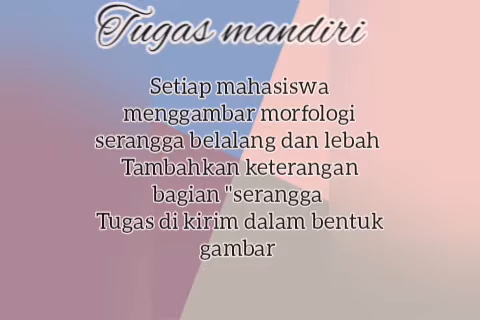 Tugas mandiri
Setiap mahasiswa
menggambar morfologi
serangga belalang dan lebah
Tambahkan keterangan
bagian "serangga
Tugas di kirim dalam bentuk
gambar